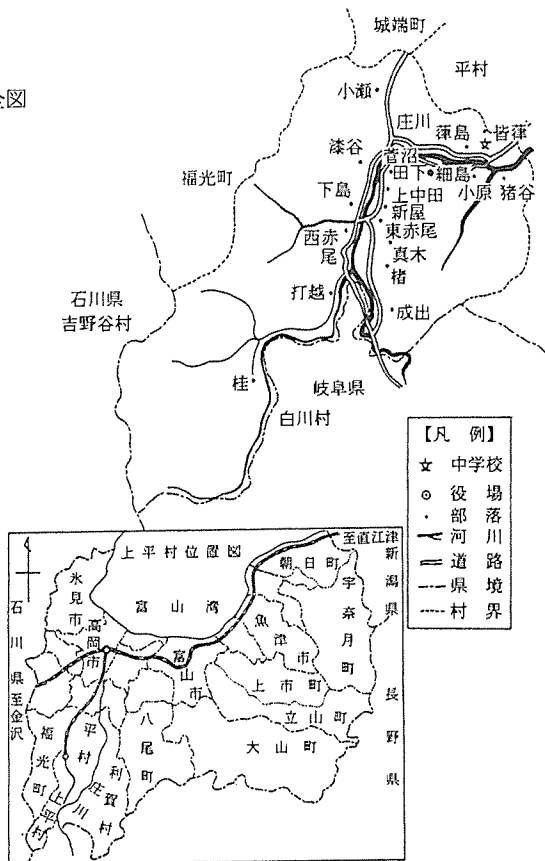 城端町
平村
全図
小瀬
庄川
葎島
皆葎
漆谷
菅沼
福光町
田下
細島
小原
猪谷
下島
上中田
新屋
西赤尾
東赤尾
真木
楮
石川県
吉野谷村
打越
成出
桂
岐阜県
白川村
【凡 例】
中学校
役 場
部 落
河 川
道 路
県 境
村 界
上平村位置図
至直江津
新潟県
朝日町
宇奈月町
富山湾
氷見市
石川県
高岡市
魚津市
富山市
上市町
立山町
長野県
至金沢
平村
八尾町
大山町
福光町
利賀村
庄川
上平村